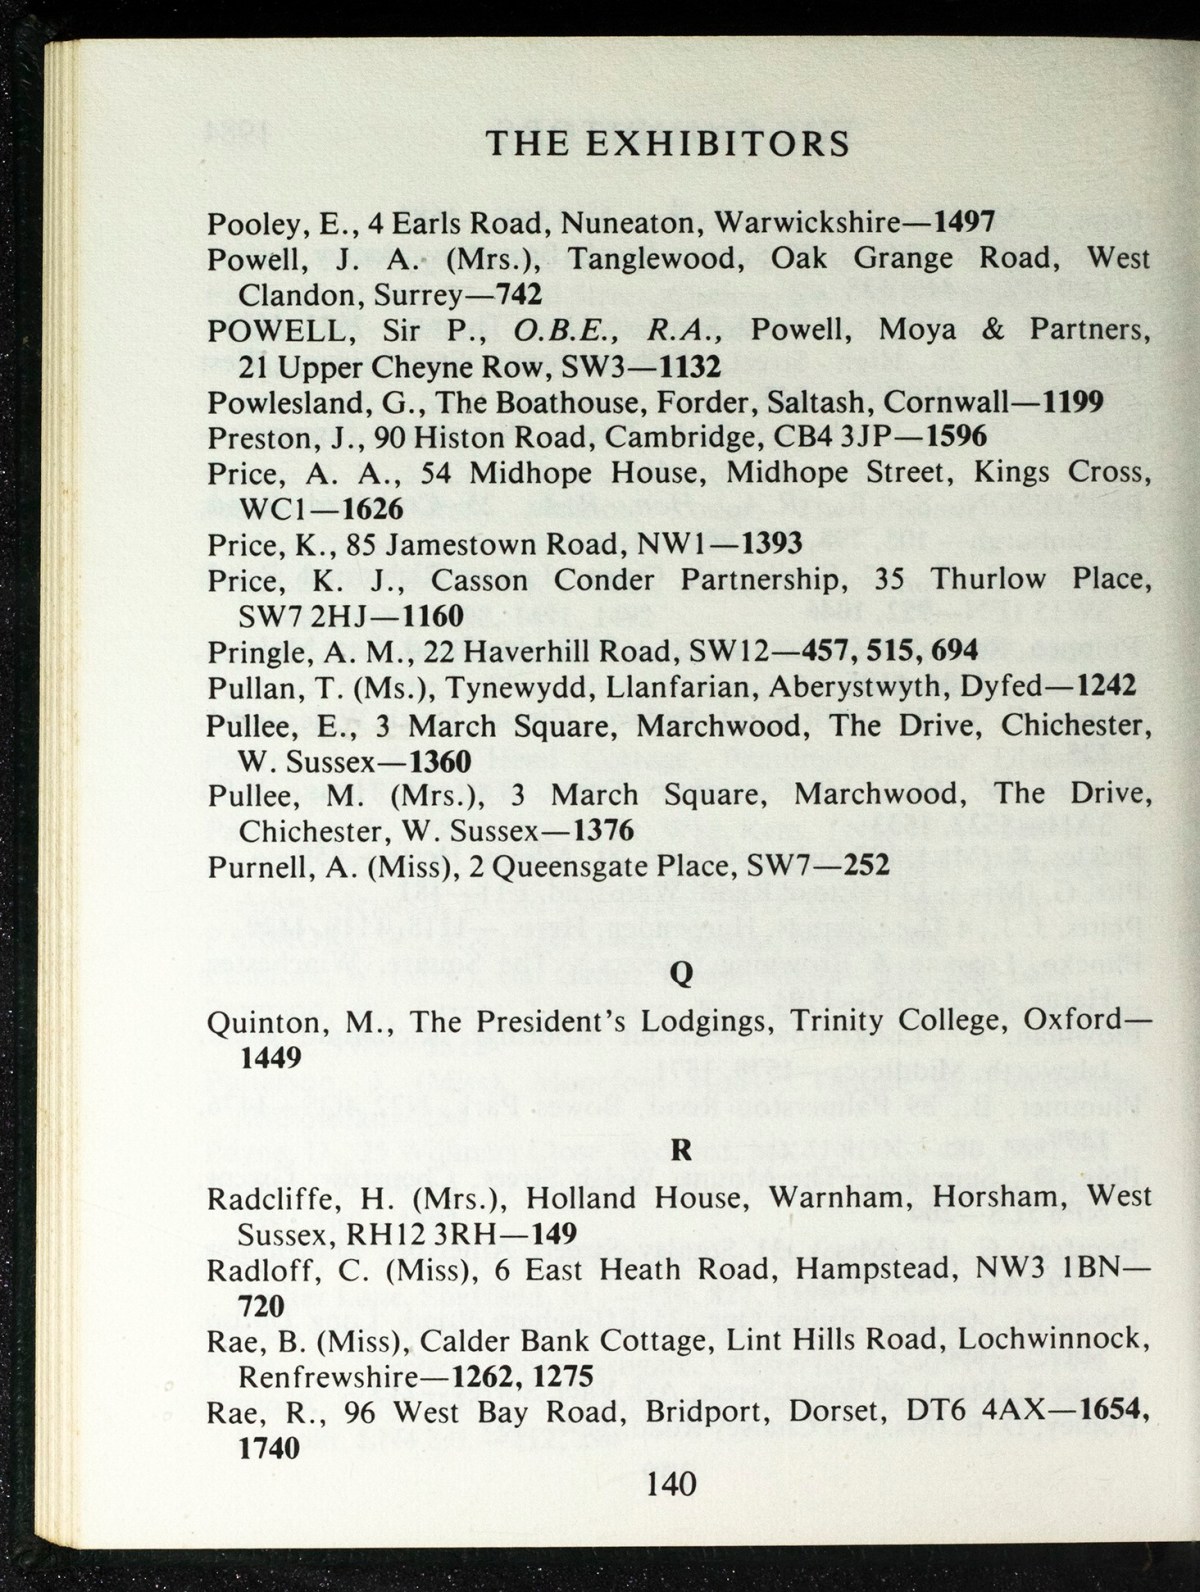 THE EXHIBITORS
Pooley, E., 4 Earls Road, Nuneaton, Warwickshire—1497
Powell, J. A. (Mrs.), Tanglewood, Oak Grange Road, West
Clandon, Surrey—742
POWELL, Sir P., O.B.E., R.A., Powell, Moya & Partners,
21 Upper Cheyne Row, SW3—1132
Powlesland, G., The Boathouse, Forder, Saltash, Cornwall—1199
Preston, J., 90 Histon Road, Cambridge, CB4 3JP—1596
Price, A. A., 54 Midhope House, Midhope Street, Kings Cross,
WC1—1626
Price, K., 85 Jamestown Road, NW1—1393
Price, K. J., Casson Conder Partnership, 35 Thurlow Place,
SW7 2HJ—1160
Pringle, A. M., 22 Haverhill Road, SW12—457, 515, 694
Pullan, T. (Ms.), Tynewydd, Llanfarian, Aberystwyth, Dyfed—1242
Pullee, E., 3 March Square, Marchwood, The Drive, Chichester,
W. Sussex—1360
Pullee, M. (Mrs.), 3 March Square, Marchwood, The Drive,
Chichester, W. Sussex—1376
Purnell, A. (Miss), 2 Queensgate Place, SW7—252
Q
Quinton, M., The President's Lodgings, Trinity College, Oxford—
1449
R
Radcliffe, H. (Mrs.), Holland House, Warnham, Horsham, West
Sussex, RH12 3RH—149
Radloff, C. (Miss), 6 East Heath Road, Hampstead, NW3 1BN—
720
Rae, B. (Miss), Calder Bank Cottage, Lint Hills Road, Lochwinnock,
Renfrewshire—1262, 1275
Rae, R., 96 West Bay Road, Bridport, Dorset, DT6 4AX—1654,
1740
140